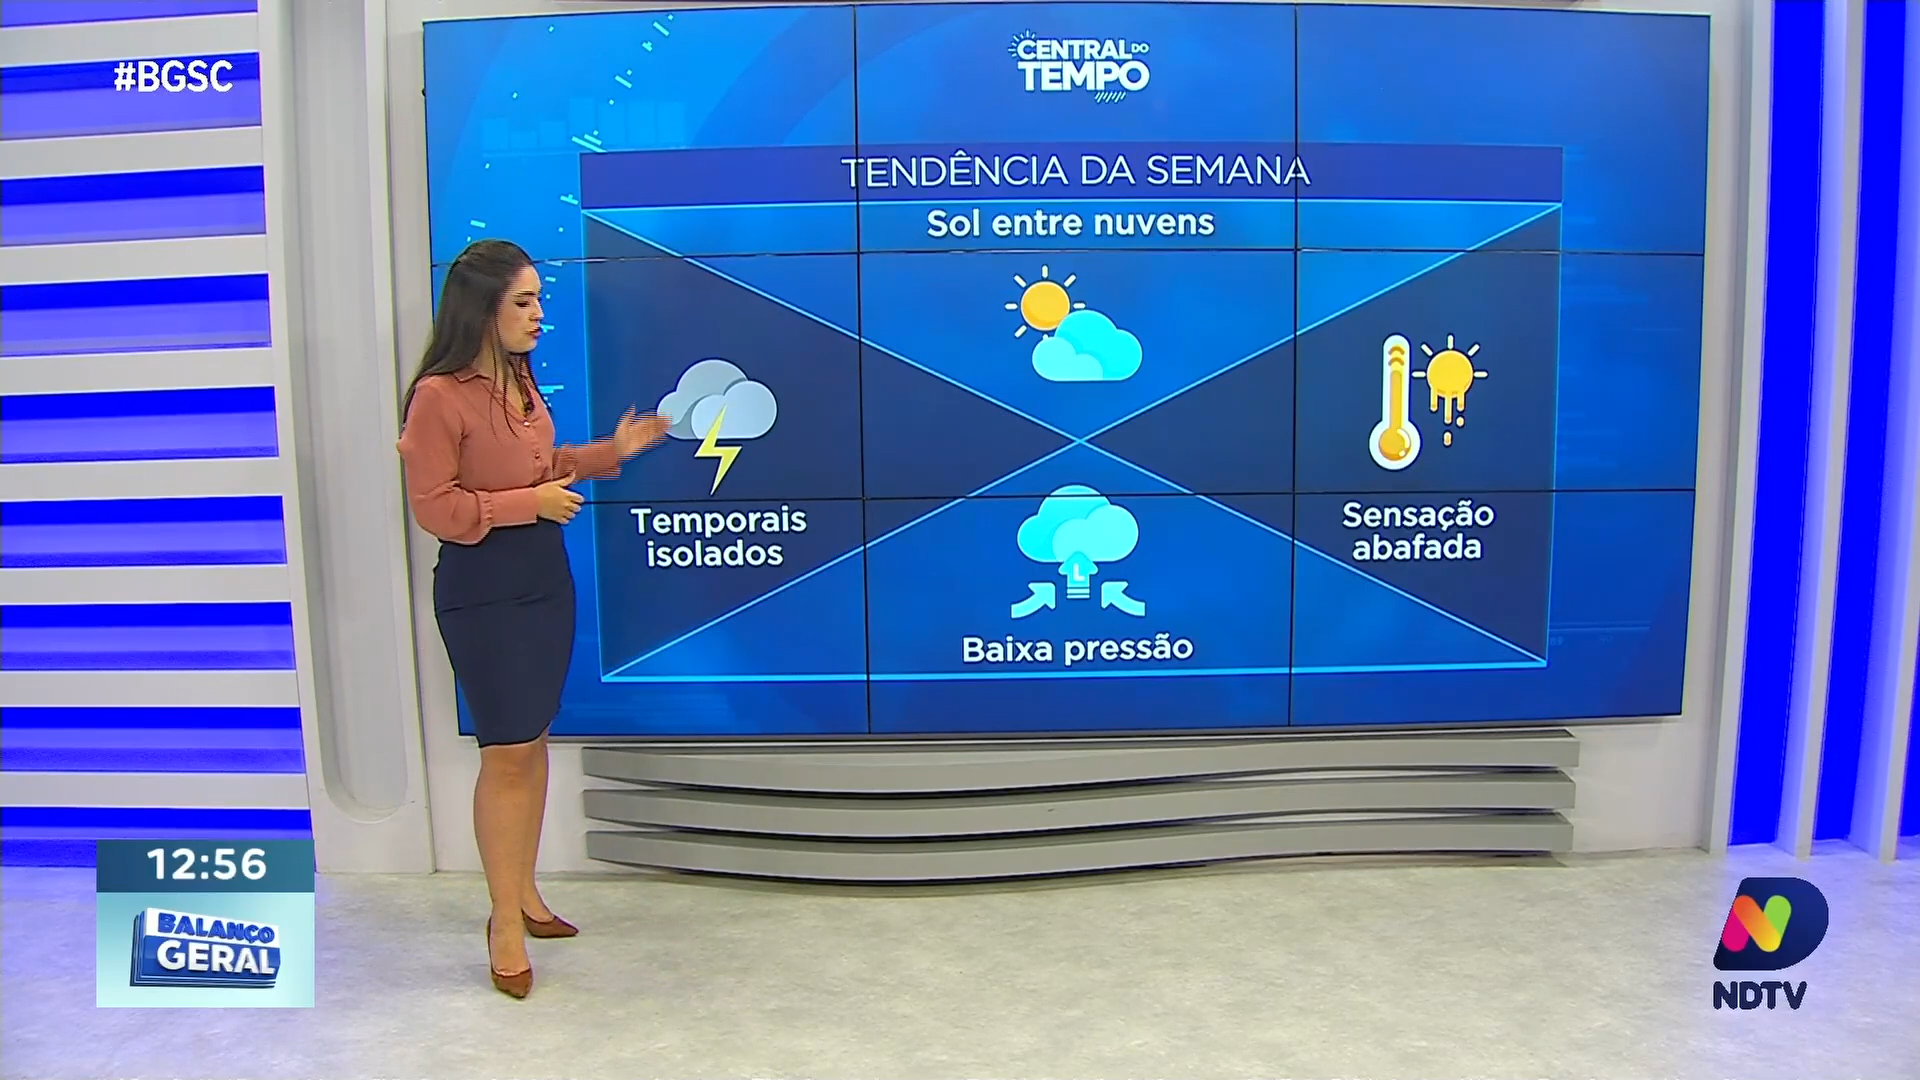 #BGSC
CENTRAL DO
TEMPO
TENDÊNCIA DA SEMANA
Sol entre nuvens
Temporais
isolados
L
Sensação
abafada
Baixa pressão
12:56
BALANÇO
GERAL
N
NDTV